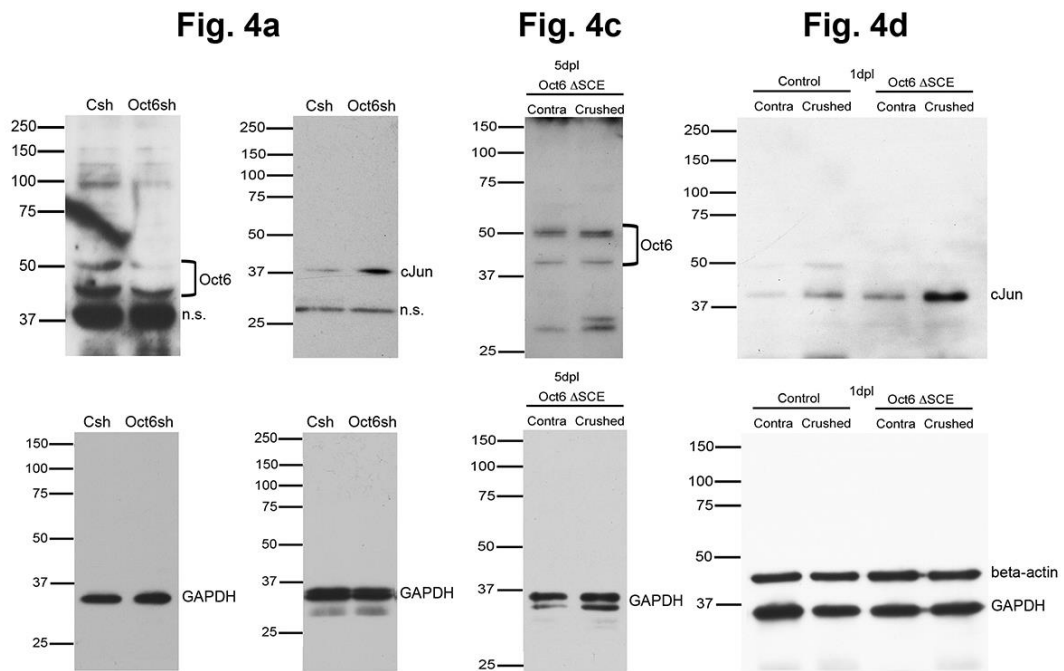 Fig. 4a
Fig. 4c
Fig. 4d
Csh Oct6sh
250
150
100
75
50
37
Oct6
n.s.
Csh Oct6sh
250
150
100
75
50
37
25
cJun
n.s.
5dpl
Oct6 ΔSCE
Contra Crushed
150
100
75
50
37
25
Oct6
1dpl
Control Oct6 ΔSCE
Contra Crushed Contra Crushed
250
150
100
75
50
37
cJun
Csh Oct6sh
150
100
75
50
37
25
GAPDH
Csh Oct6sh
250
150
100
75
50
37
25
GAPDH
5dpl
Oct6 ΔSCE
Contra Crushed
150
100
75
50
37
25
GAPDH
1dpl
Control Oct6 ΔSCE
Contra Crushed Contra Crushed
150
100
75
50
37
beta-actin
GAPDH